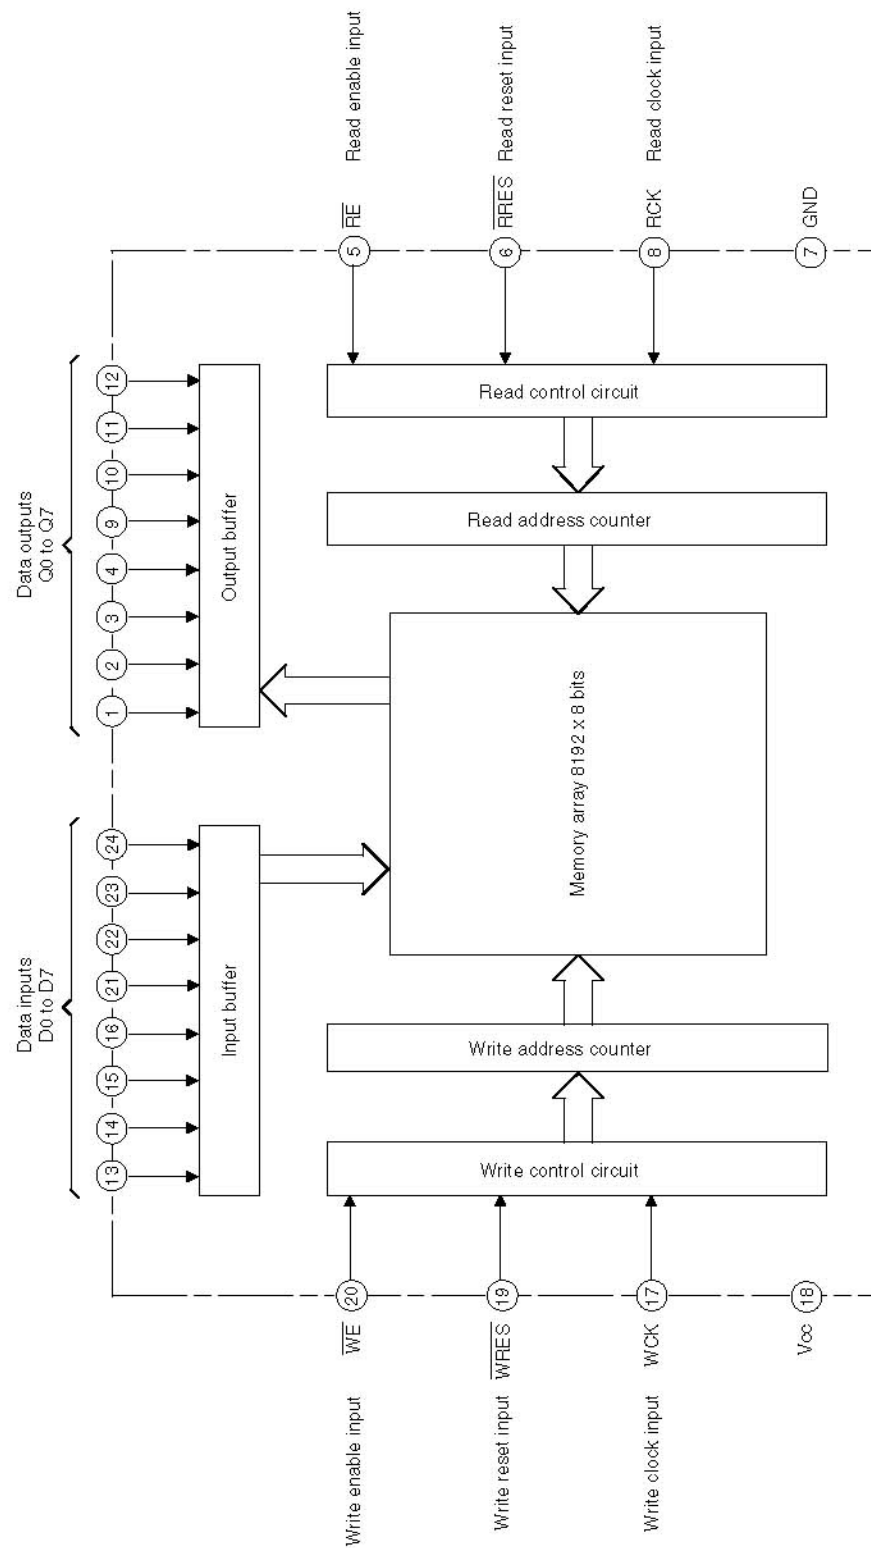 Data inputs
D0 to D7
Data outputs
Q0 to Q7
13 14 15 16 21 22 23 24
1 2 3 4 9 10 11 12
Input buffer
Output buffer
Write enable input WE 20
Write reset input WRES 19
Write clock input WCK 17
Vcc 18
Write control circuit
Write address counter
Memory array 8192 x 8 bits
Read address counter
Read control circuit
5 RE Read enable input
6 RRES Read reset input
8 RCK Read clock input
7 GND